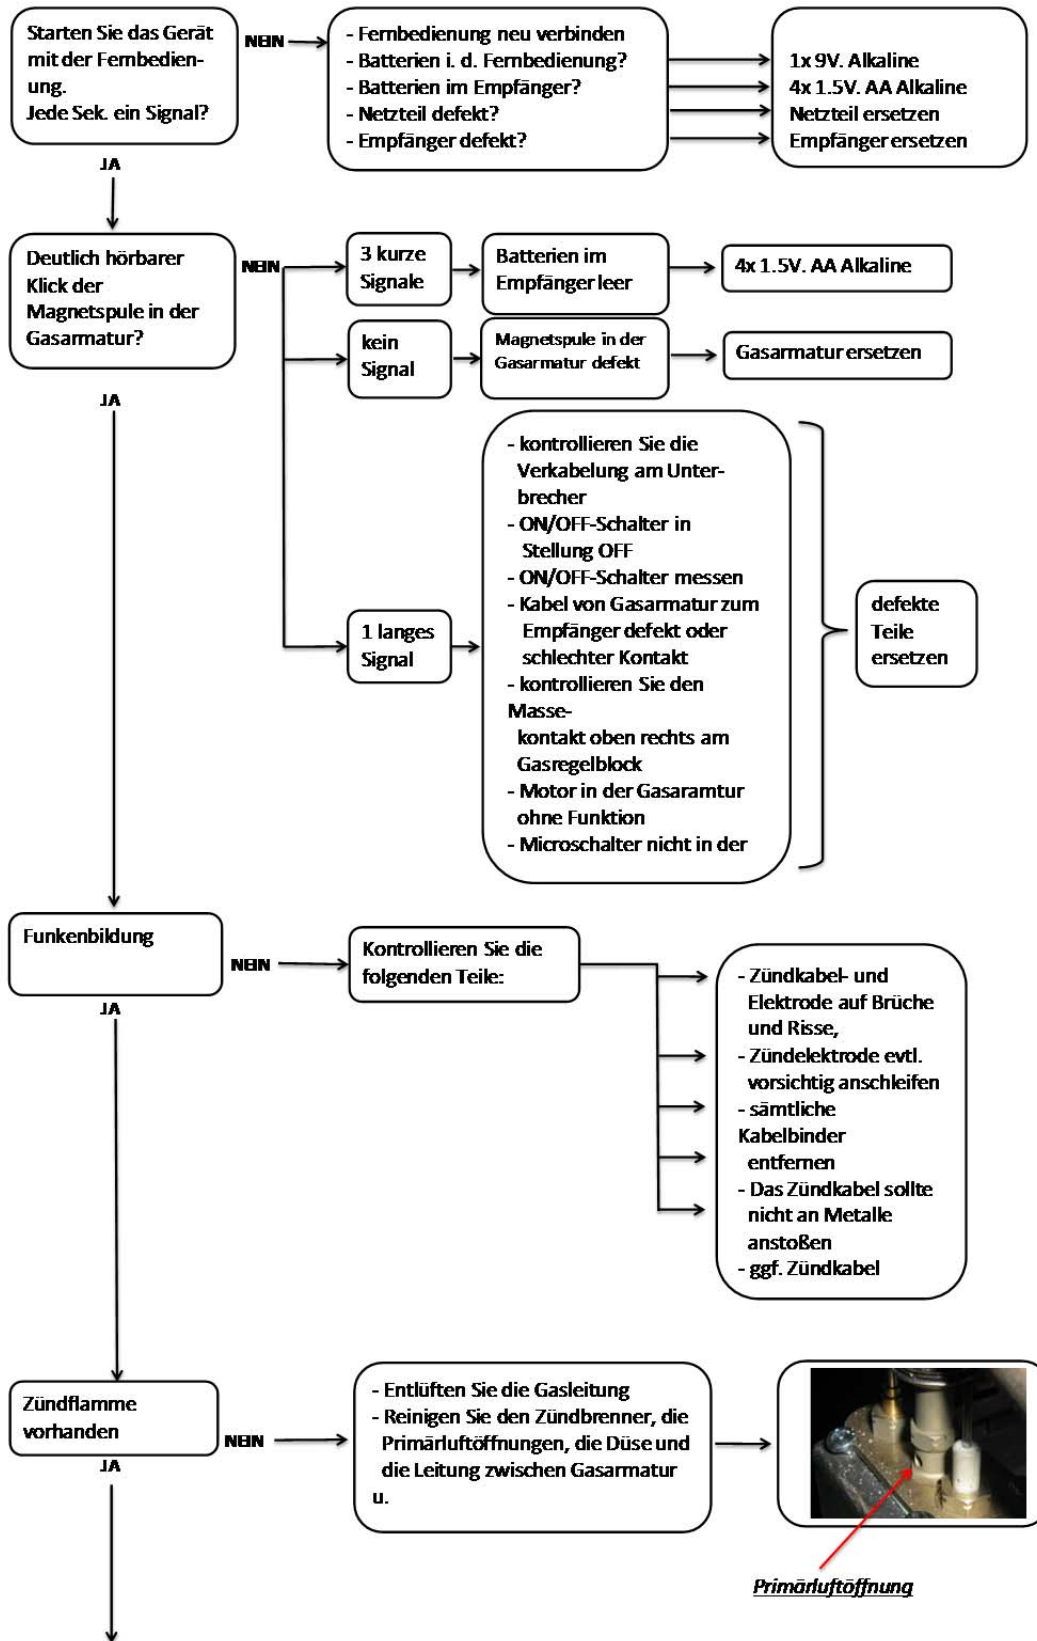 Starten Sie das Gerät
mit der Fernbedien-
ung.
Jede Sek. ein Signal?
NEIN
- Fernbedienung neu verbinden
- Batterien i. d. Fernbedienung?
- Batterien im Empfänger?
- Netzteil defekt?
- Empfänger defekt?
1x 9V. Alkaline
4x 1.5V. AA Alkaline
Netzteil ersetzen
Empfänger ersetzen
JA
Deutlich hörbarer
Klick der
Magnetspule in der
Gasarmatur?
NEIN
3 kurze
Signale
Batterien im
Empfänger leer
4x 1.5V. AA Alkaline
kein
Signal
Magnetspule in der
Gasarmatur defekt
Gasarmatur ersetzen
1 langes
Signal
- kontrollieren Sie die
Verkabelung am Unter-
brecher
- ON/OFF-Schalter in
Stellung OFF
- ON/OFF-Schalter messen
- Kabel von Gasarmatur zum
Empfänger defekt oder
schlechter Kontakt
- kontrollieren Sie den
Masse-
kontakt oben rechts am
Gasregelblock
- Motor in der Gasaramtur
ohne Funktion
- Microschalter nicht in der
defekte
Teile
ersetzen
JA
Funkenbildung
NEIN
Kontrollieren Sie die
folgenden Teile:
- Zündkabel- und
Elektrode auf Brüche
und Risse,
- Zündelektrode evtl.
vorsichtig anschleifen
- sämtliche
Kabelbinder
entfernen
- Das Zündkabel sollte
nicht an Metalle
anstoßen
- ggf. Zündkabel
JA
Zündflamme
vorhanden
NEIN
- Entlüften Sie die Gasleitung
- Reinigen Sie den Zündbrenner, die
Primärluftöffnungen, die Düse und
die Leitung zwischen Gasarmatur
u.
Primärluftöffnung
JA